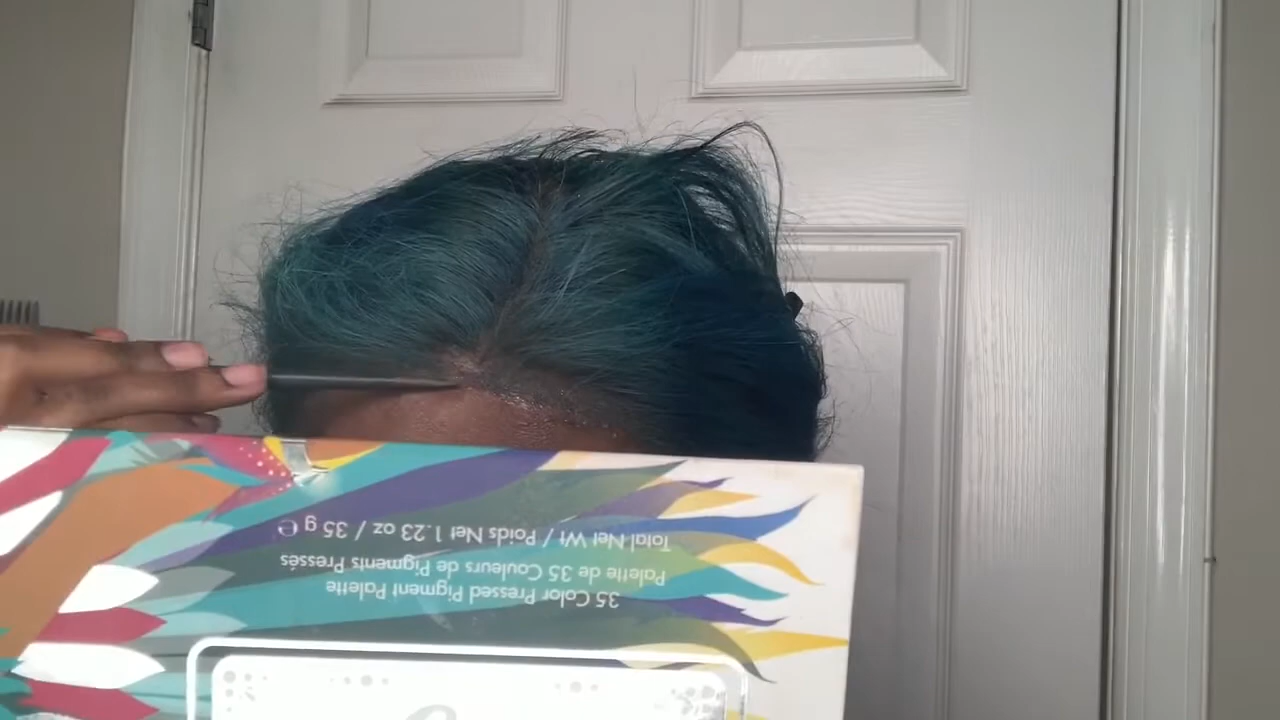 35 Color Pressed Pigment Palette
Palette de 35 Couleurs de Pigments Pressés
Total Net Wt / Poids Net 1.23 oz / 35 g ℮